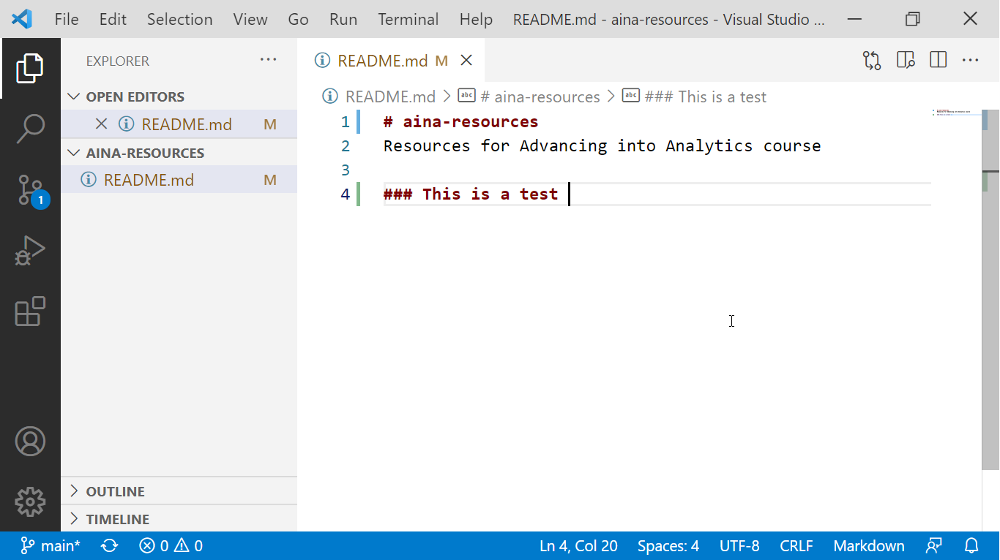 File Edit Selection View Go Run Terminal Help README.md - aina-resources - Visual Studio ...
EXPLORER ...
OPEN EDITORS
README.md M
AINA-RESOURCES
README.md M
1
OUTLINE
TIMELINE
README.md M
README.md > # aina-resources > ### This is a test
1 # aina-resources
2 Resources for Advancing into Analytics course
3
4 ### This is a test
main* 0 0 Ln 4, Col 20 Spaces: 4 UTF-8 CRLF Markdown